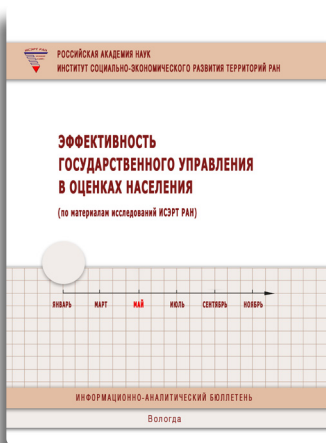 ИСЭРТ РАН
РОССИЙСКАЯ АКАДЕМИЯ НАУК
ИНСТИТУТ СОЦИАЛЬНО-ЭКОНОМИЧЕСКОГО РАЗВИТИЯ ТЕРРИТОРИЙ РАН
ЭФФЕКТИВНОСТЬ
ГОСУДАРСТВЕННОГО УПРАВЛЕНИЯ
В ОЦЕНКАХ НАСЕЛЕНИЯ
(по материалам исследований ИСЭРТ РАН)
ЯНВАРЬ МАРТ МАЙ ИЮЛЬ СЕНТЯБРЬ НОЯБРЬ
ИНФОРМАЦИОННО-АНАЛИТИЧЕСКИЙ БЮЛЛЕТЕНЬ
Вологда